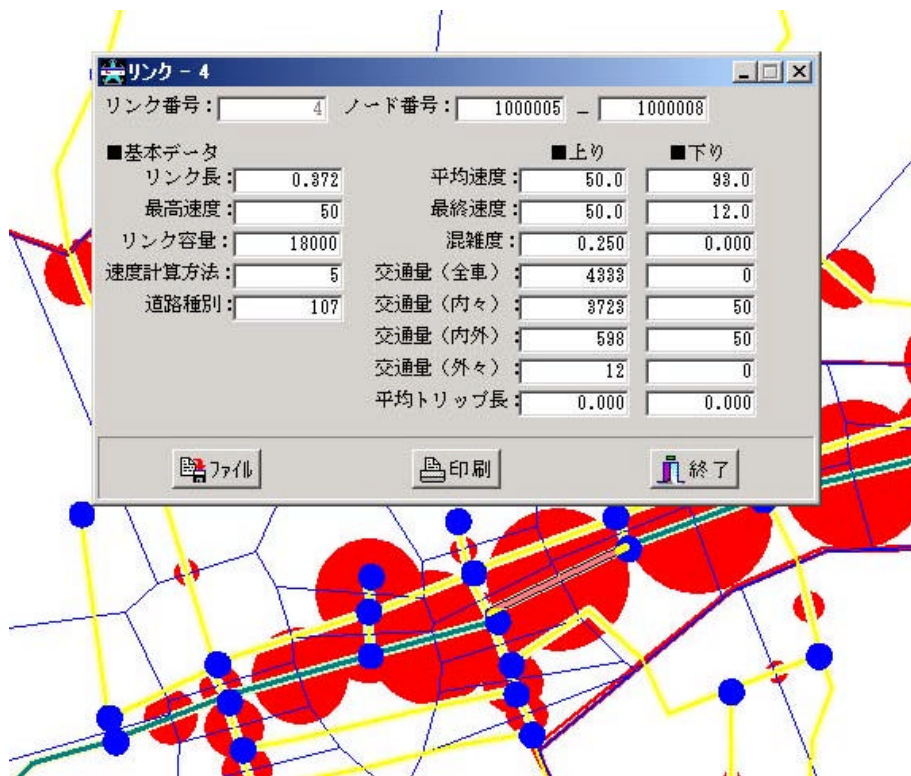 リンク - 4
リンク番号: 4 ノード番号: 1000005 - 1000008
■基本データ ■上り ■下り
リンク長: 0.372 平均速度: 50.0 93.0
最高速度: 50 最終速度: 50.0 12.0
リンク容量: 18000 混雑度: 0.250 0.000
速度計算方法: 5 交通量(全車): 4333 0
道路種別: 107 交通量(内々): 3723 50
交通量(内外): 598 50
交通量(外々): 12 0
平均トリップ長: 0.000 0.000
ファイル 印刷 終了